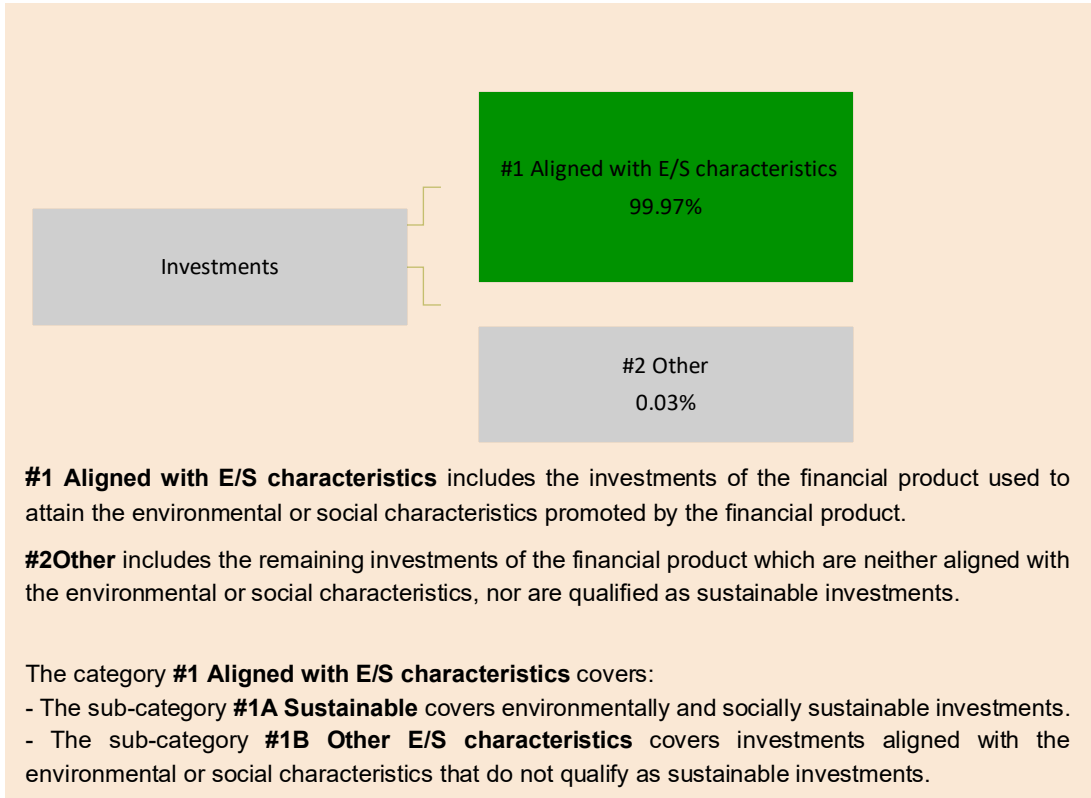 #1 Aligned with E/S characteristics
99.97%
Investments
#2 Other
0.03%
#1 Aligned with E/S characteristics includes the investments of the financial product used to
attain the environmental or social characteristics promoted by the financial product.
#2Other includes the remaining investments of the financial product which are neither aligned with
the environmental or social characteristics, nor are qualified as sustainable investments.
The category #1 Aligned with E/S characteristics covers:
- The sub-category #1A Sustainable covers environmentally and socially sustainable investments.
- The sub-category #1B Other E/S characteristics covers investments aligned with the
environmental or social characteristics that do not qualify as sustainable investments.